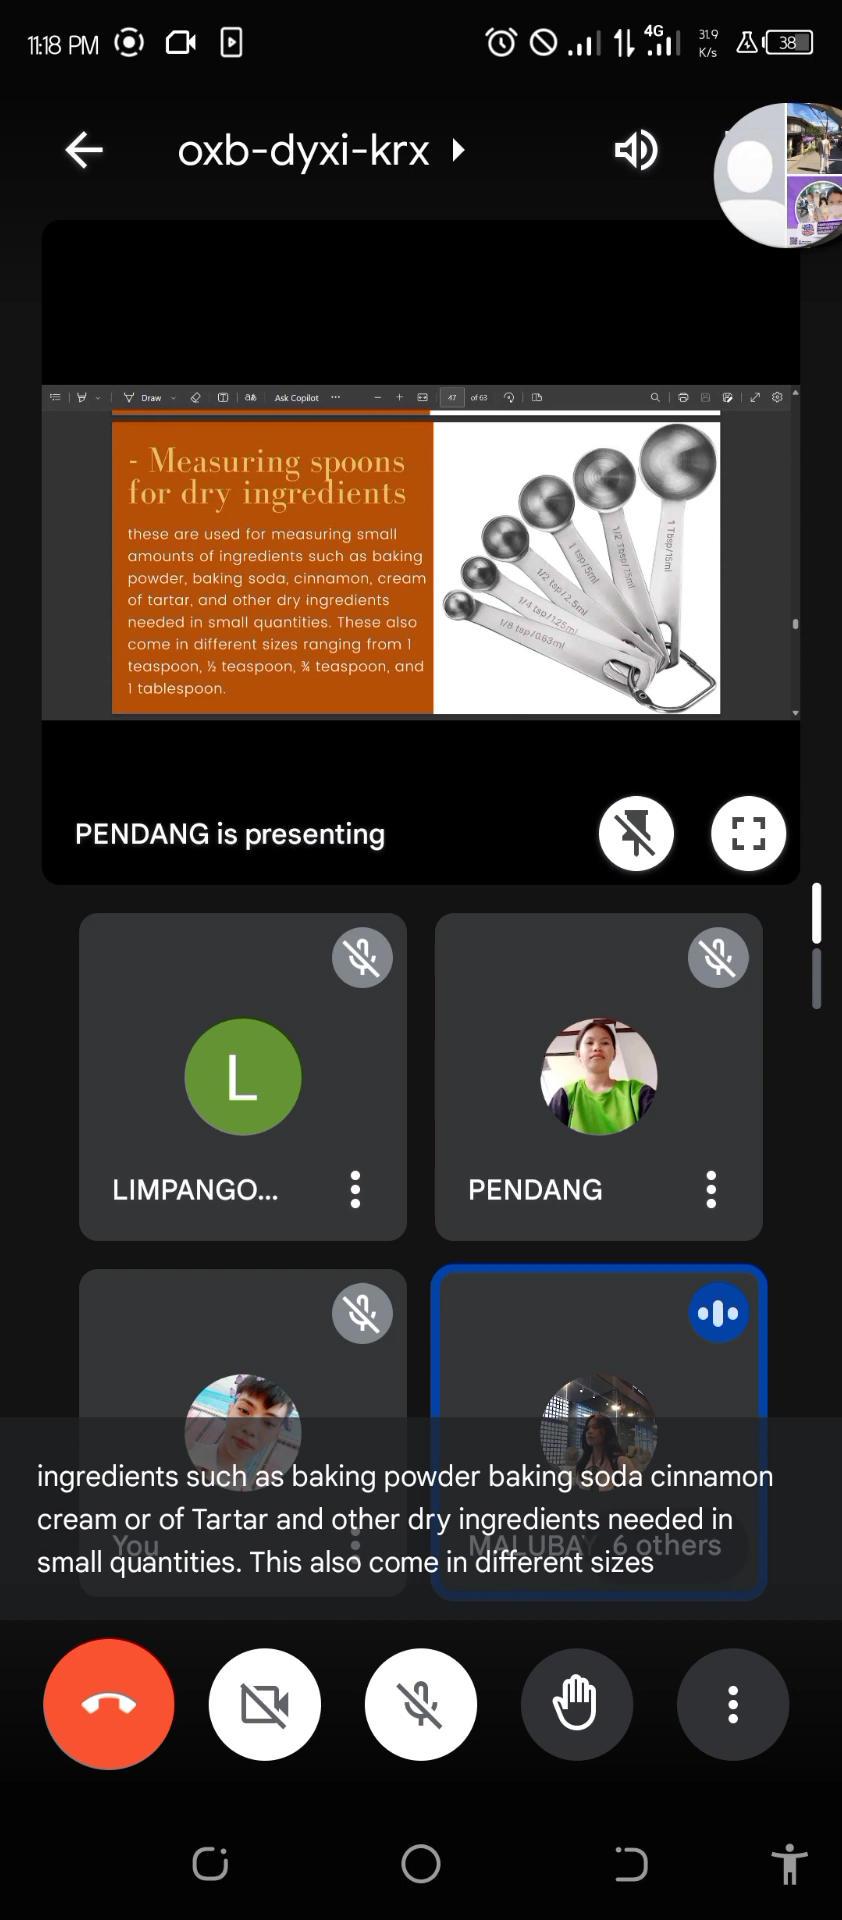 11:18 PM
4G
31.9
K/s
38
oxb-dyxi-krx
Draw
Ask Copilot
47
of 63
- Measuring spoons
for dry ingredients
these are used for measuring small
amounts of ingredients such as baking
powder, baking soda, cinnamon, cream
of tartar, and other dry ingredients
needed in small quantities. These also
come in different sizes ranging from 1
teaspoon, ½ teaspoon, ¾ teaspoon, and
1 tablespoon.
1 Tbsp/15ml
1/2 Tbsp/7.5ml
1 tsp/5ml
1/2 tsp/2.5ml
1/4 tsp/1.25ml
1/8 tsp/0.63ml
PENDANG is presenting
L
LIMPANGO...
PENDANG
ingredients such as baking powder baking soda cinnamon
cream or of Tartar and other dry ingredients needed in
small quantities. This also come in different sizes
You
MALUBAY
6 others